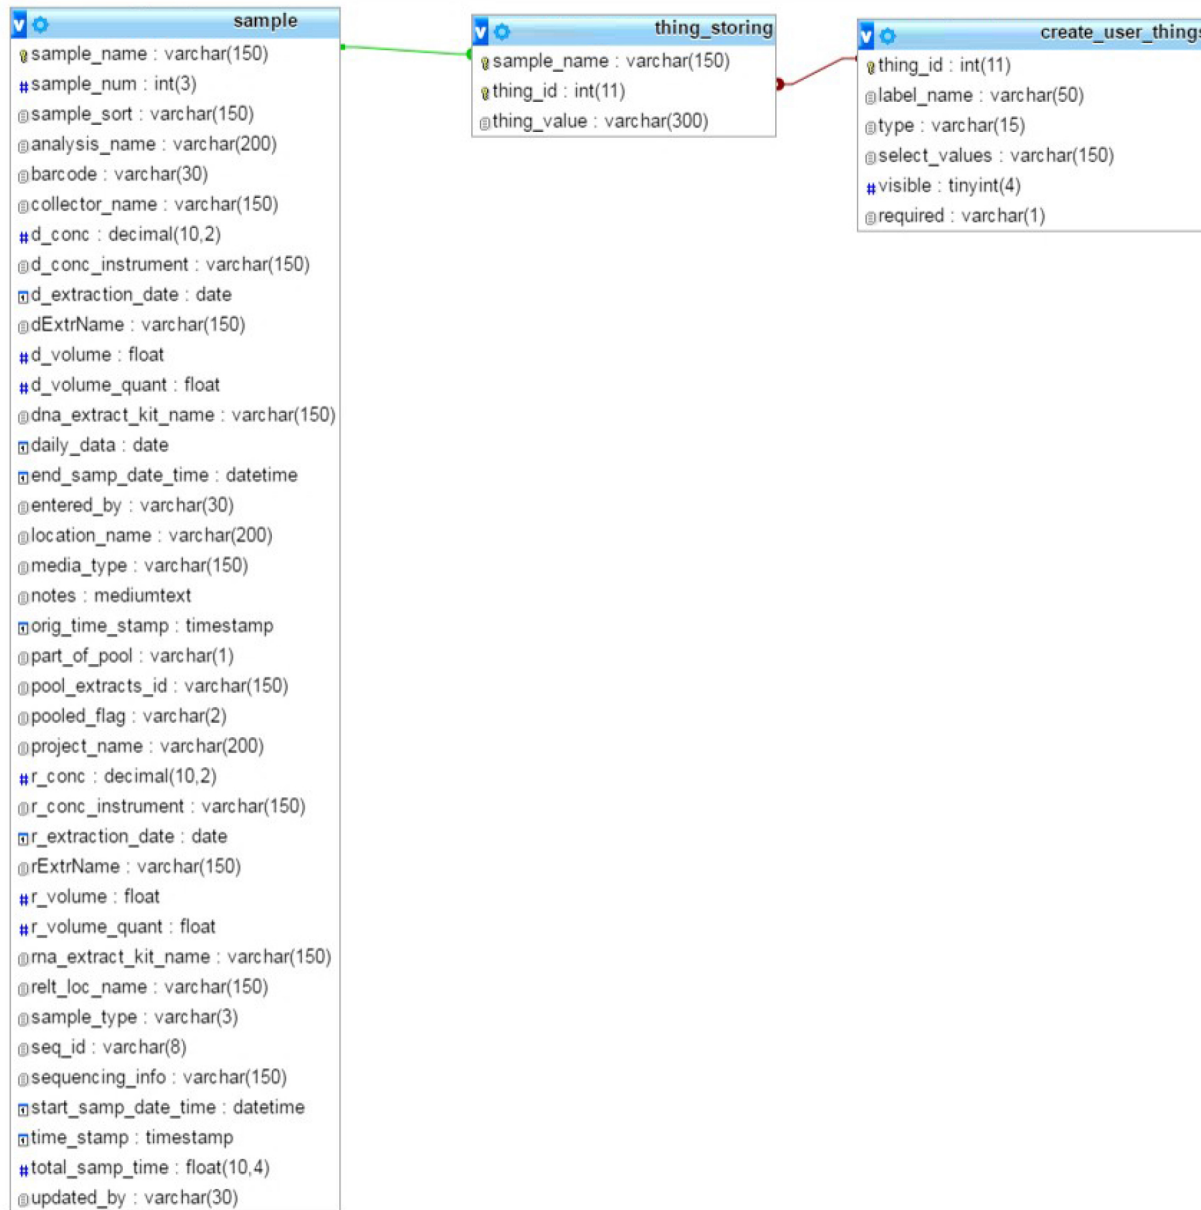 sample
sample_name : varchar(150)
sample_num : int(3)
sample_sort : varchar(150)
analysis_name : varchar(200)
barcode : varchar(30)
collector_name : varchar(150)
d_conc : decimal(10,2)
d_conc_instrument : varchar(150)
d_extraction_date : date
dExtrName : varchar(150)
d_volume : float
d_volume_quant : float
dna_extract_kit_name : varchar(150)
daily_data : date
end_samp_date_time : datetime
entered_by : varchar(30)
location_name : varchar(200)
media_type : varchar(150)
notes : mediumtext
orig_time_stamp : timestamp
part_of_pool : varchar(1)
pool_extracts_id : varchar(150)
pooled_flag : varchar(2)
project_name : varchar(200)
r_conc : decimal(10,2)
r_conc_instrument : varchar(150)
r_extraction_date : date
rExtrName : varchar(150)
r_volume : float
r_volume_quant : float
rna_extract_kit_name : varchar(150)
relt_loc_name : varchar(150)
sample_type : varchar(3)
seq_id : varchar(8)
sequencing_info : varchar(150)
start_samp_date_time : datetime
time_stamp : timestamp
total_samp_time : float(10,4)
updated_by : varchar(30)
thing_storing
sample_name : varchar(150)
thing_id : int(11)
thing_value : varchar(300)
create_user_things
thing_id : int(11)
label_name : varchar(50)
type : varchar(15)
select_values : varchar(150)
visible : tinyint(4)
required : varchar(1)